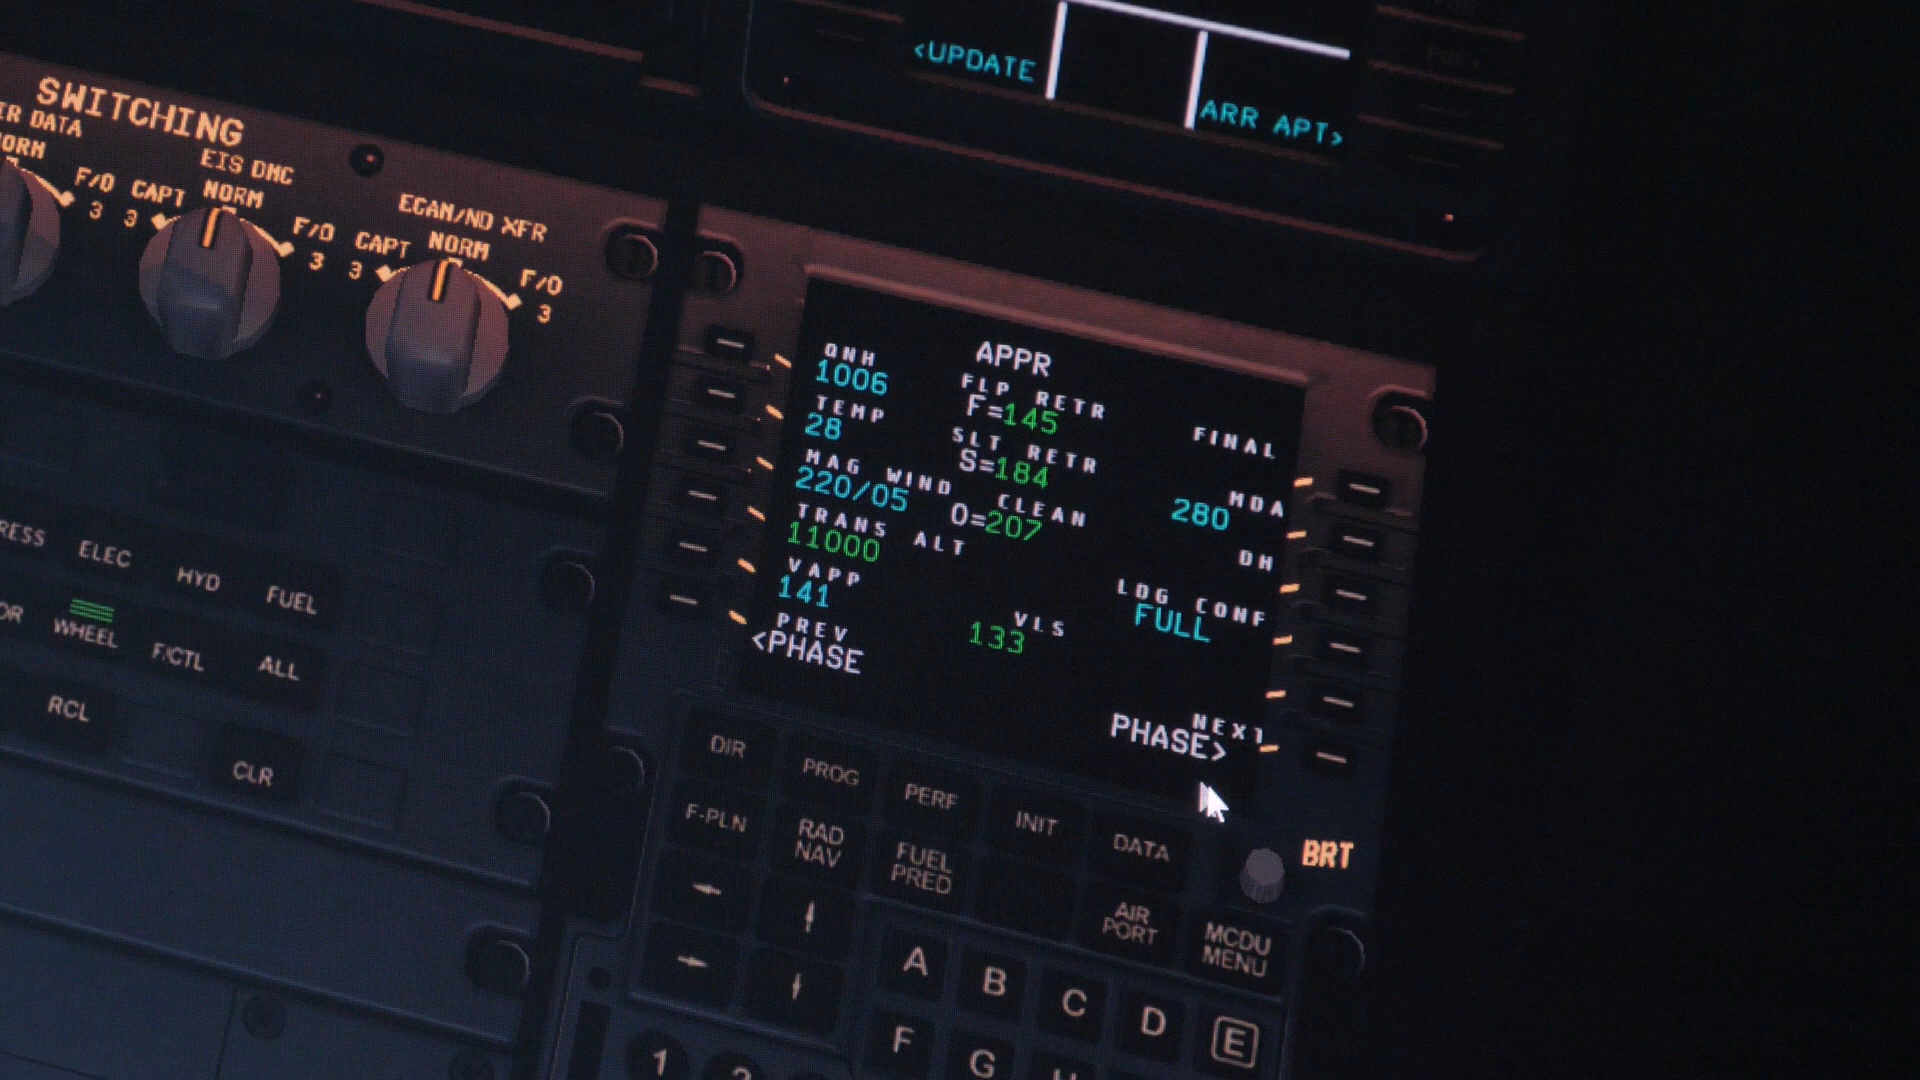 <UPDATE
ARR APT>
SWITCHING
IR DATA
EIS DMC
ECAM/ND XFR
NORM
F/O
3
CAPT
3
NORM
F/O
3
CAPT
3
NORM
F/O
3
APPR
QNH
1006
FLP RETR
F=145
FINAL
TEMP
28
SLT RETR
S=184
MDA
280
MAG WIND
220/05
CLEAN
O=207
DH
TRANS ALT
11000
LDG CONF
FULL
VAPP
141
VLS
133
PREV
<PHASE
NEXT
PHASE>
ELEC
HYD
FUEL
WHEEL
F/CTL
ALL
RCL
CLR
DIR
PROG
PERF
INIT
DATA
BRT
F-PLN
RAD
NAV
FUEL
PRED
AIR
PORT
MCDU
MENU
A
B
C
D
E
F
G
1